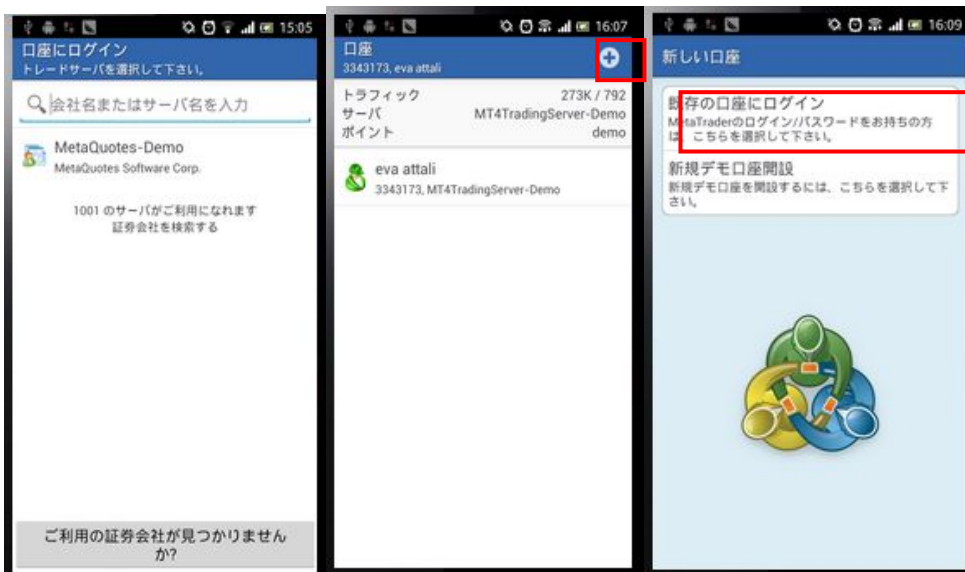 15:05
口座にログイン
トレードサーバを選択して下さい。
会社名またはサーバ名を入力
MetaQuotes-Demo
MetaQuotes Software Corp.
1001 のサーバがご利用になれます
証券会社を検索する
ご利用の証券会社が見つかりません
か?
16:07
口座
3343173, eva attali
トラフィック 273K / 792
サーバ MT4TradingServer-Demo
ポイント demo
eva attali
3343173, MT4TradingServer-Demo
16:09
新しい口座
既存の口座にログイン
MetaTraderのログイン/パスワードをお持ちの方
は、こちらを選択して下さい。
新規デモ口座開設
新規デモ口座を開設するには、こちらを選択して下
さい。